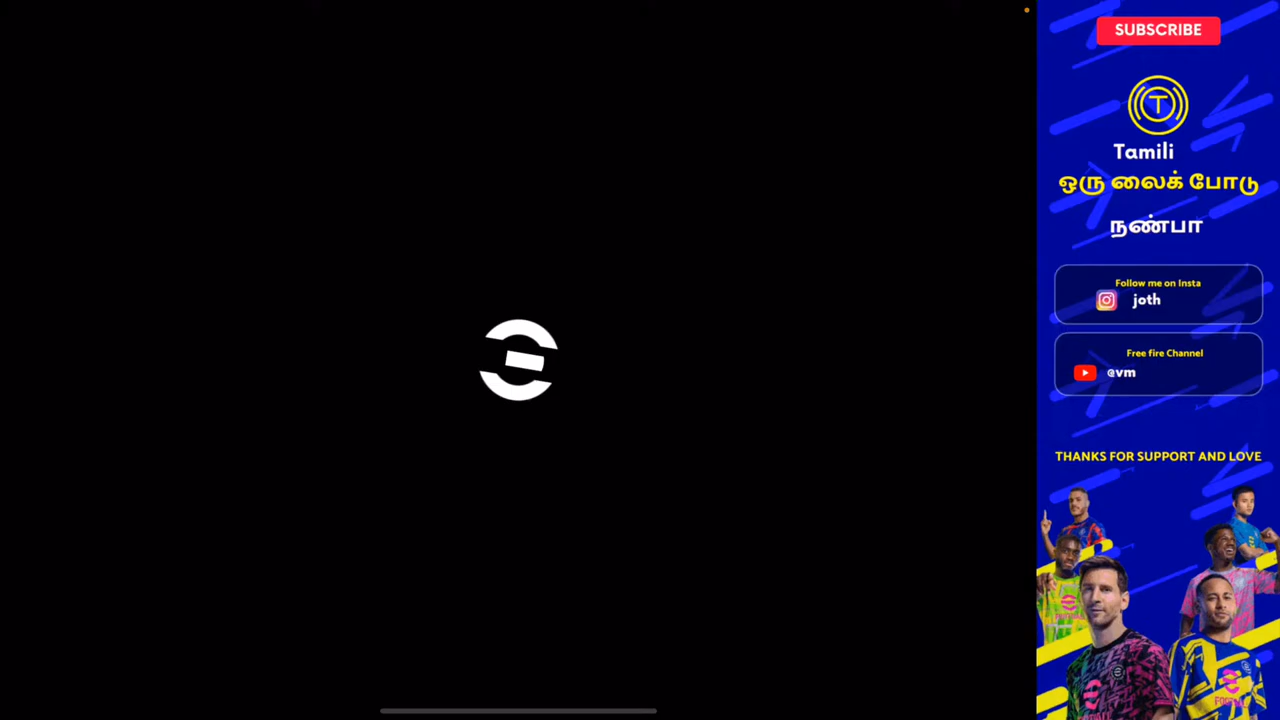 SUBSCRIBE
T
Tamili
ஒரு லைக் போடு
நண்பா
Follow me on Insta
joth
Free fire Channel
@vm
THANKS FOR SUPPORT AND LOVE